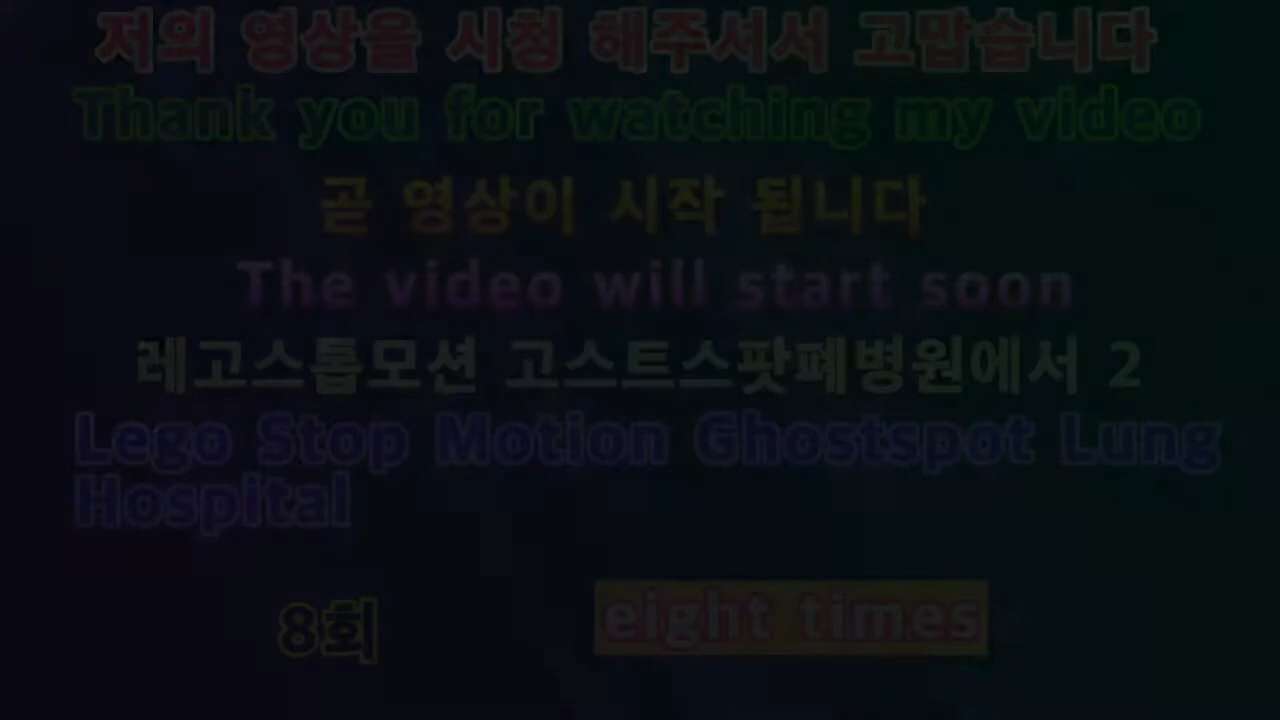 저의 영상을 시청 해주셔서 고맙습니다
Thank you for watching my video
곧 영상이 시작 됩니다
The video will start soon
레고스톱모션 고스트스팟폐병원에서 2
Lego Stop Motion Ghostspot Lung
Hospital
8회 eight times